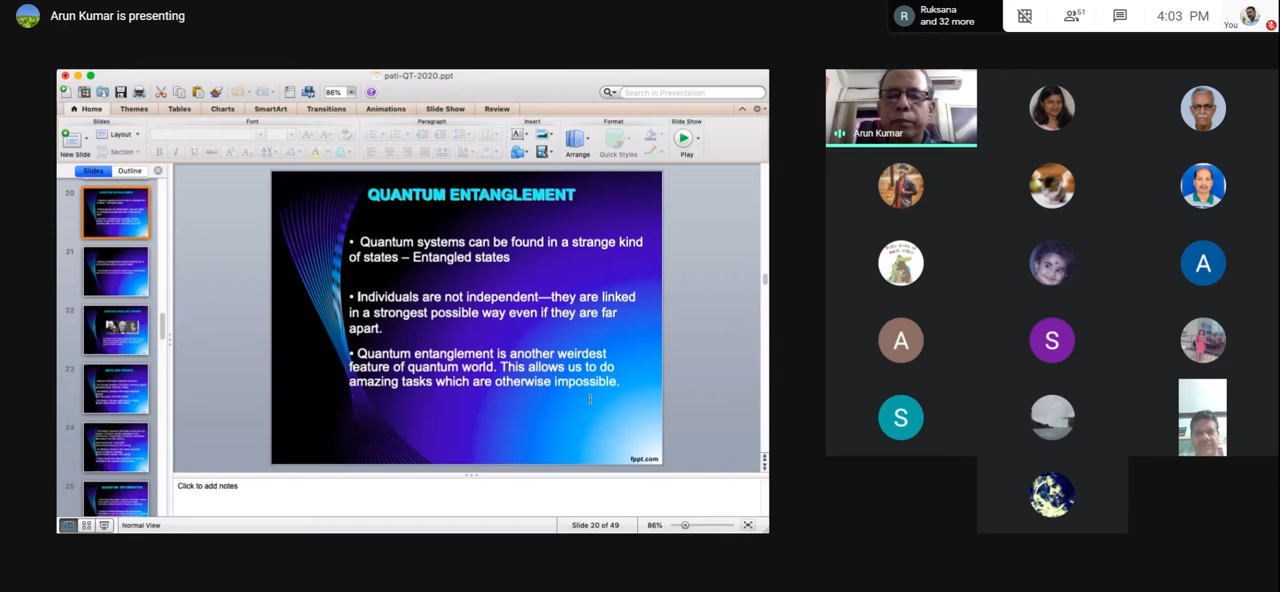 Arun Kumar is presenting
R
Ruksana
and 32 more
51
4:03 PM
You
pati-QT-2020.ppt
86%
Search in Presentation
Home Themes Tables Charts SmartArt Transitions Animations Slide Show Review
Slides Font Paragraph Insert Format Slide Show
New Slide
Layout
Section
Arrange
Quick Styles
Play
Slides Outline
20
21
22
23
24
25
QUANTUM ENTANGLEMENT
• Quantum systems can be found in a strange kind
of states – Entangled states
• Individuals are not independent—they are linked
in a strongest possible way even if they are far
apart.
• Quantum entanglement is another weirdest
feature of quantum world. This allows us to do
amazing tasks which are otherwise impossible.
fppt.com
Click to add notes
Normal View
Slide 20 of 49
86%
Arun Kumar
A
A
S
S